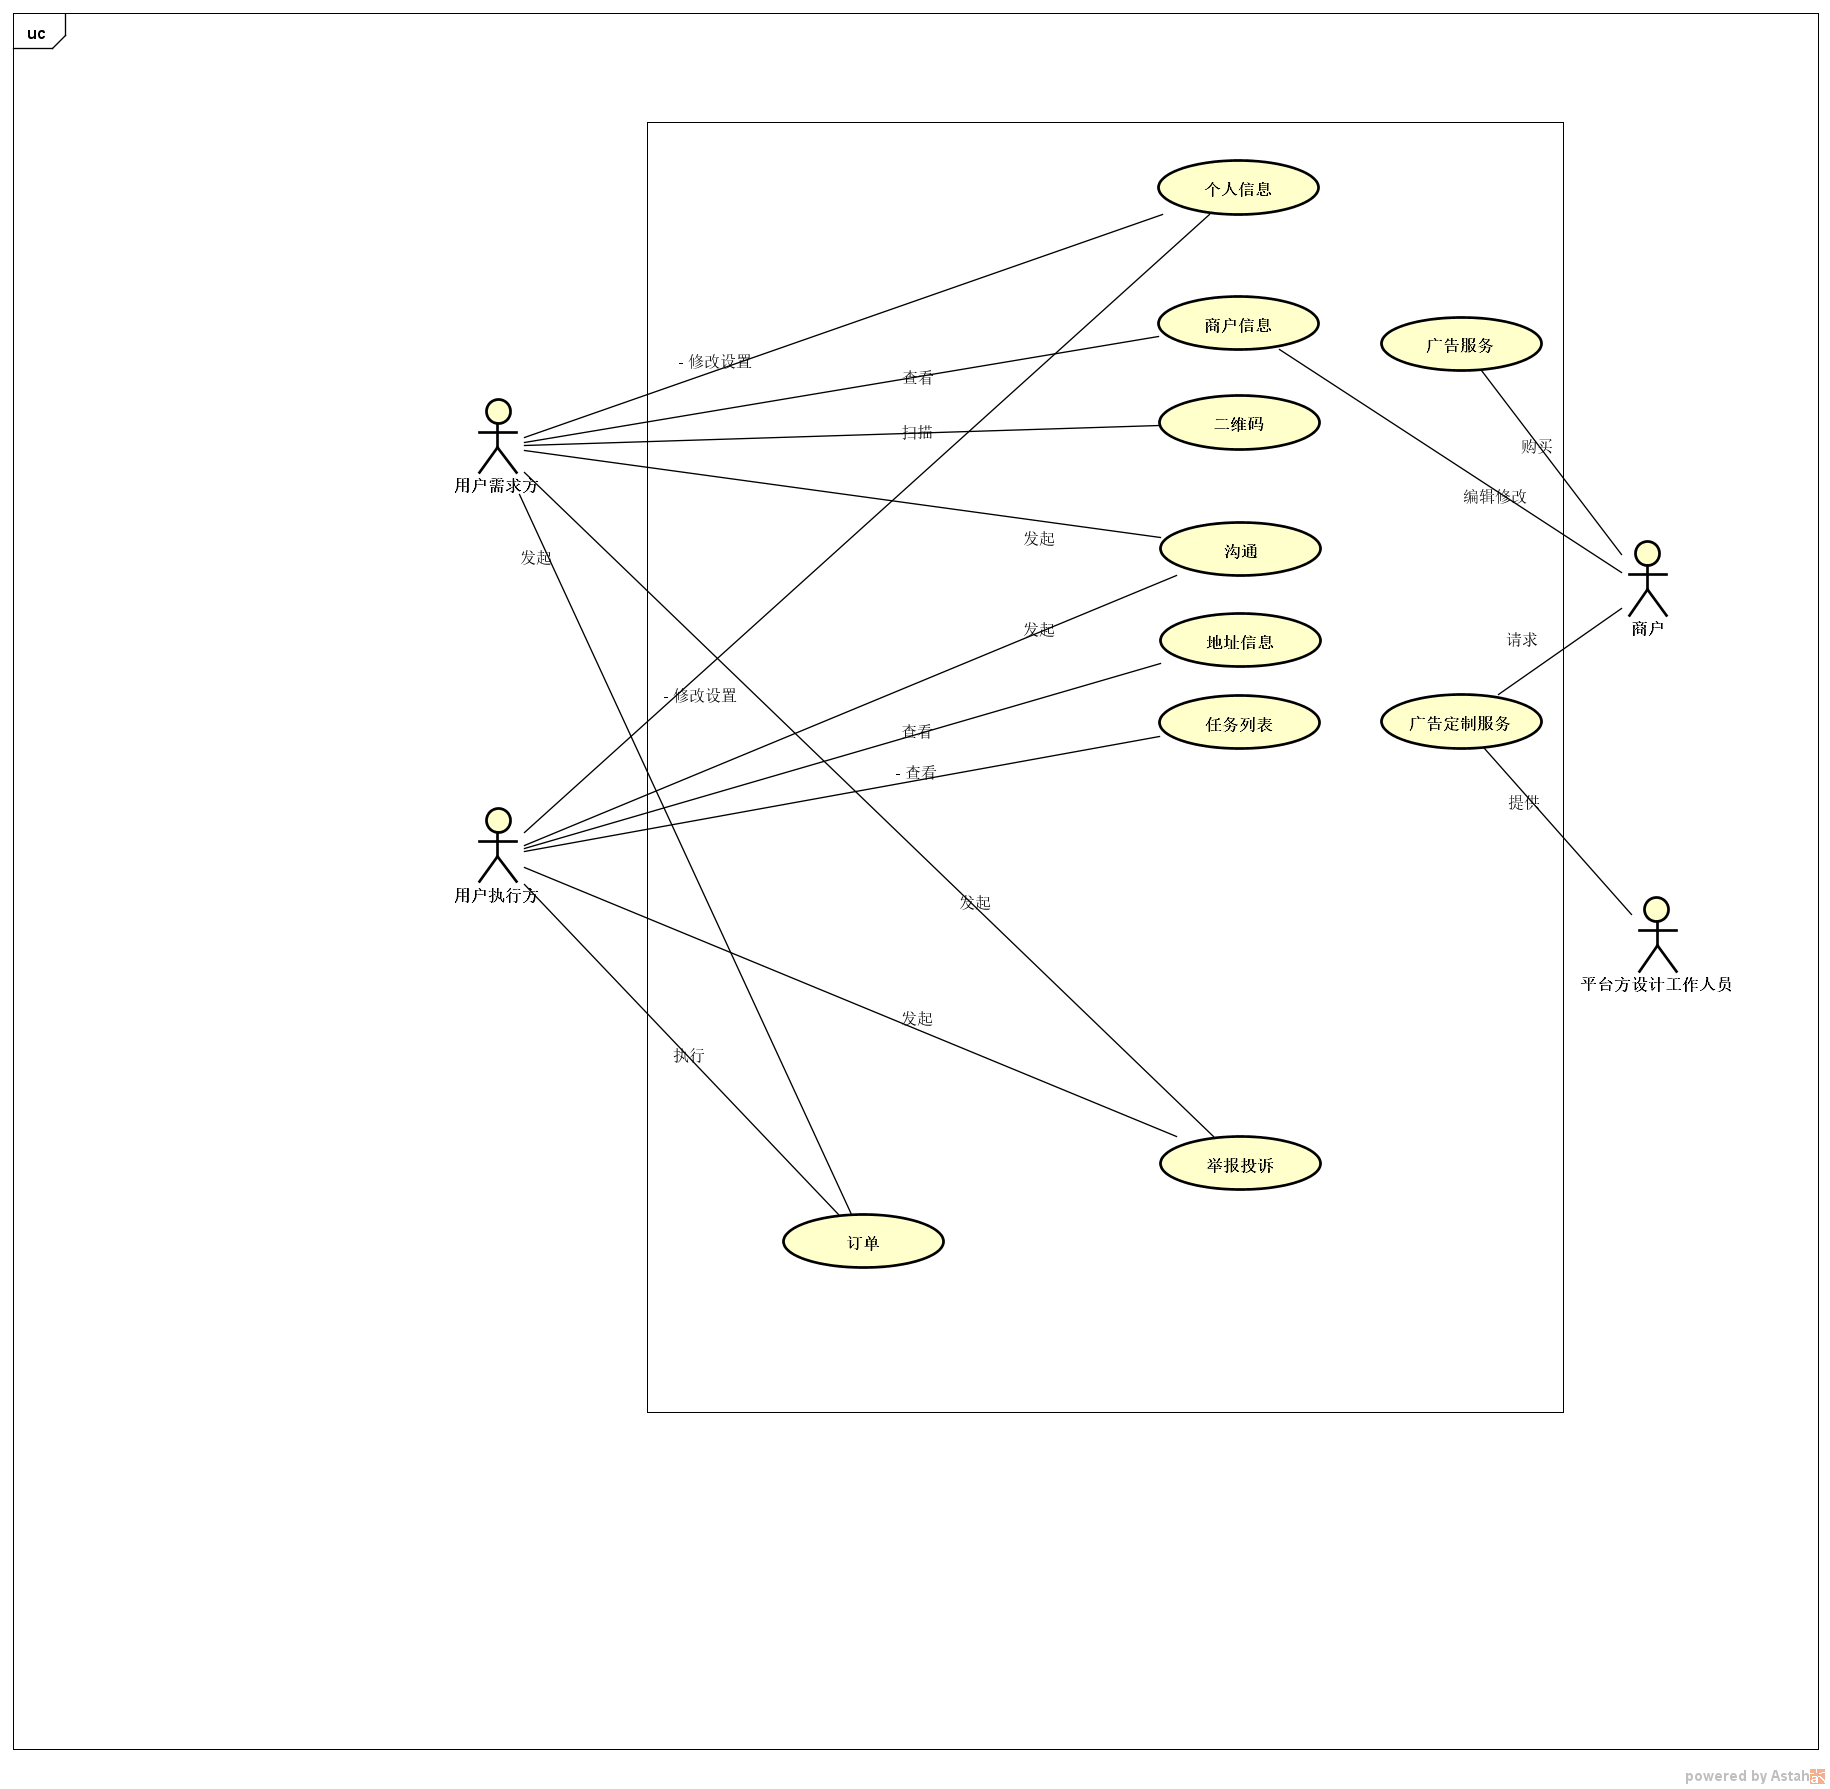 uc
个人信息
商户信息
广告服务
- 修改设置
查看
二维码
扫描
购买
用户需求方
编辑修改
发起
沟通
发起
发起
商户
请求
地址信息
- 修改设置
任务列表
广告定制服务
查看
- 查看
提供
用户执行方
发起
平台方设计工作人员
发起
执行
举报投诉
订单
powered by Astah